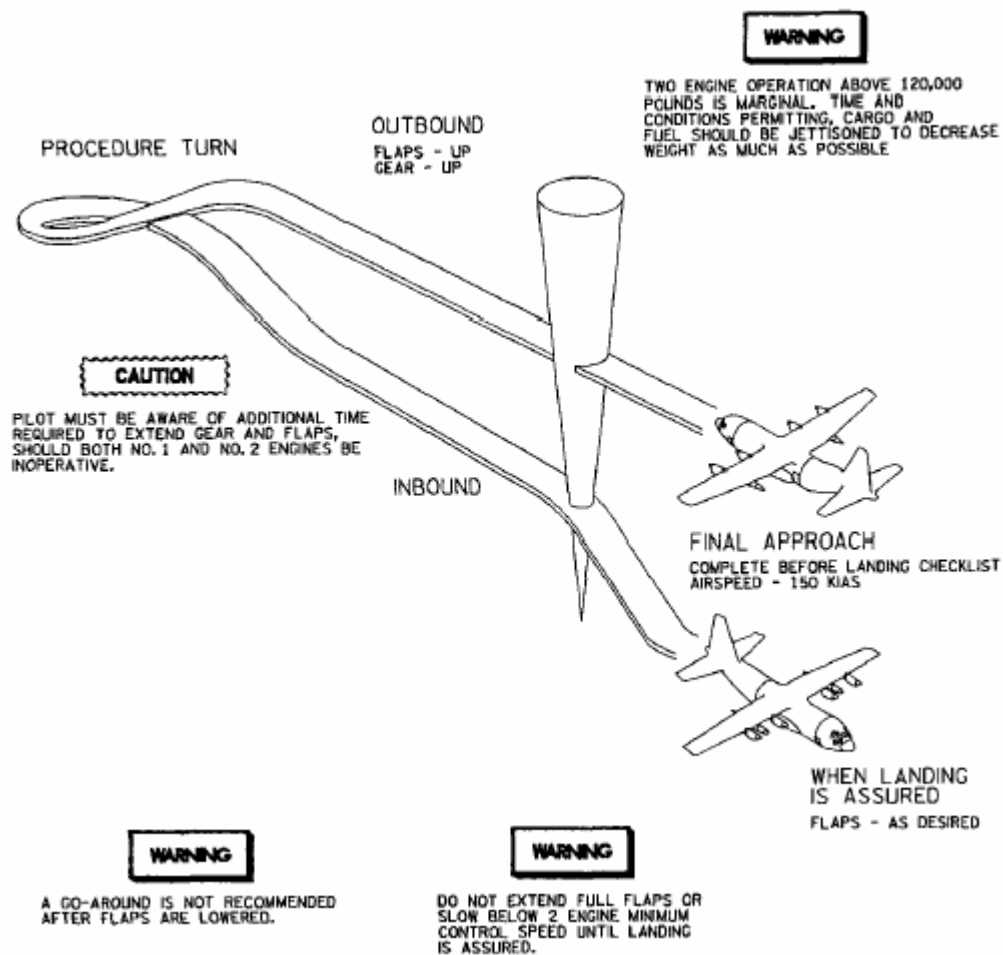 WARNING
TWO ENGINE OPERATION ABOVE 120,000
POUNDS IS MARGINAL. TIME AND
CONDITIONS PERMITTING, CARGO AND
FUEL SHOULD BE JETTISONED TO DECREASE
WEIGHT AS MUCH AS POSSIBLE
OUTBOUND
FLAPS - UP
GEAR - UP
PROCEDURE TURN
CAUTION
PILOT MUST BE AWARE OF ADDITIONAL TIME
REQUIRED TO EXTEND GEAR AND FLAPS,
SHOULD BOTH NO. 1 AND NO. 2 ENGINES BE
INOPERATIVE.
INBOUND
FINAL APPROACH
COMPLETE BEFORE LANDING CHECKLIST
AIRSPEED - 150 KIAS
WHEN LANDING
IS ASSURED
FLAPS - AS DESIRED
WARNING
A GO-AROUND IS NOT RECOMMENDED
AFTER FLAPS ARE LOWERED.
WARNING
DO NOT EXTEND FULL FLAPS OR
SLOW BELOW 2 ENGINE MINIMUM
CONTROL SPEED UNTIL LANDING
IS ASSURED.